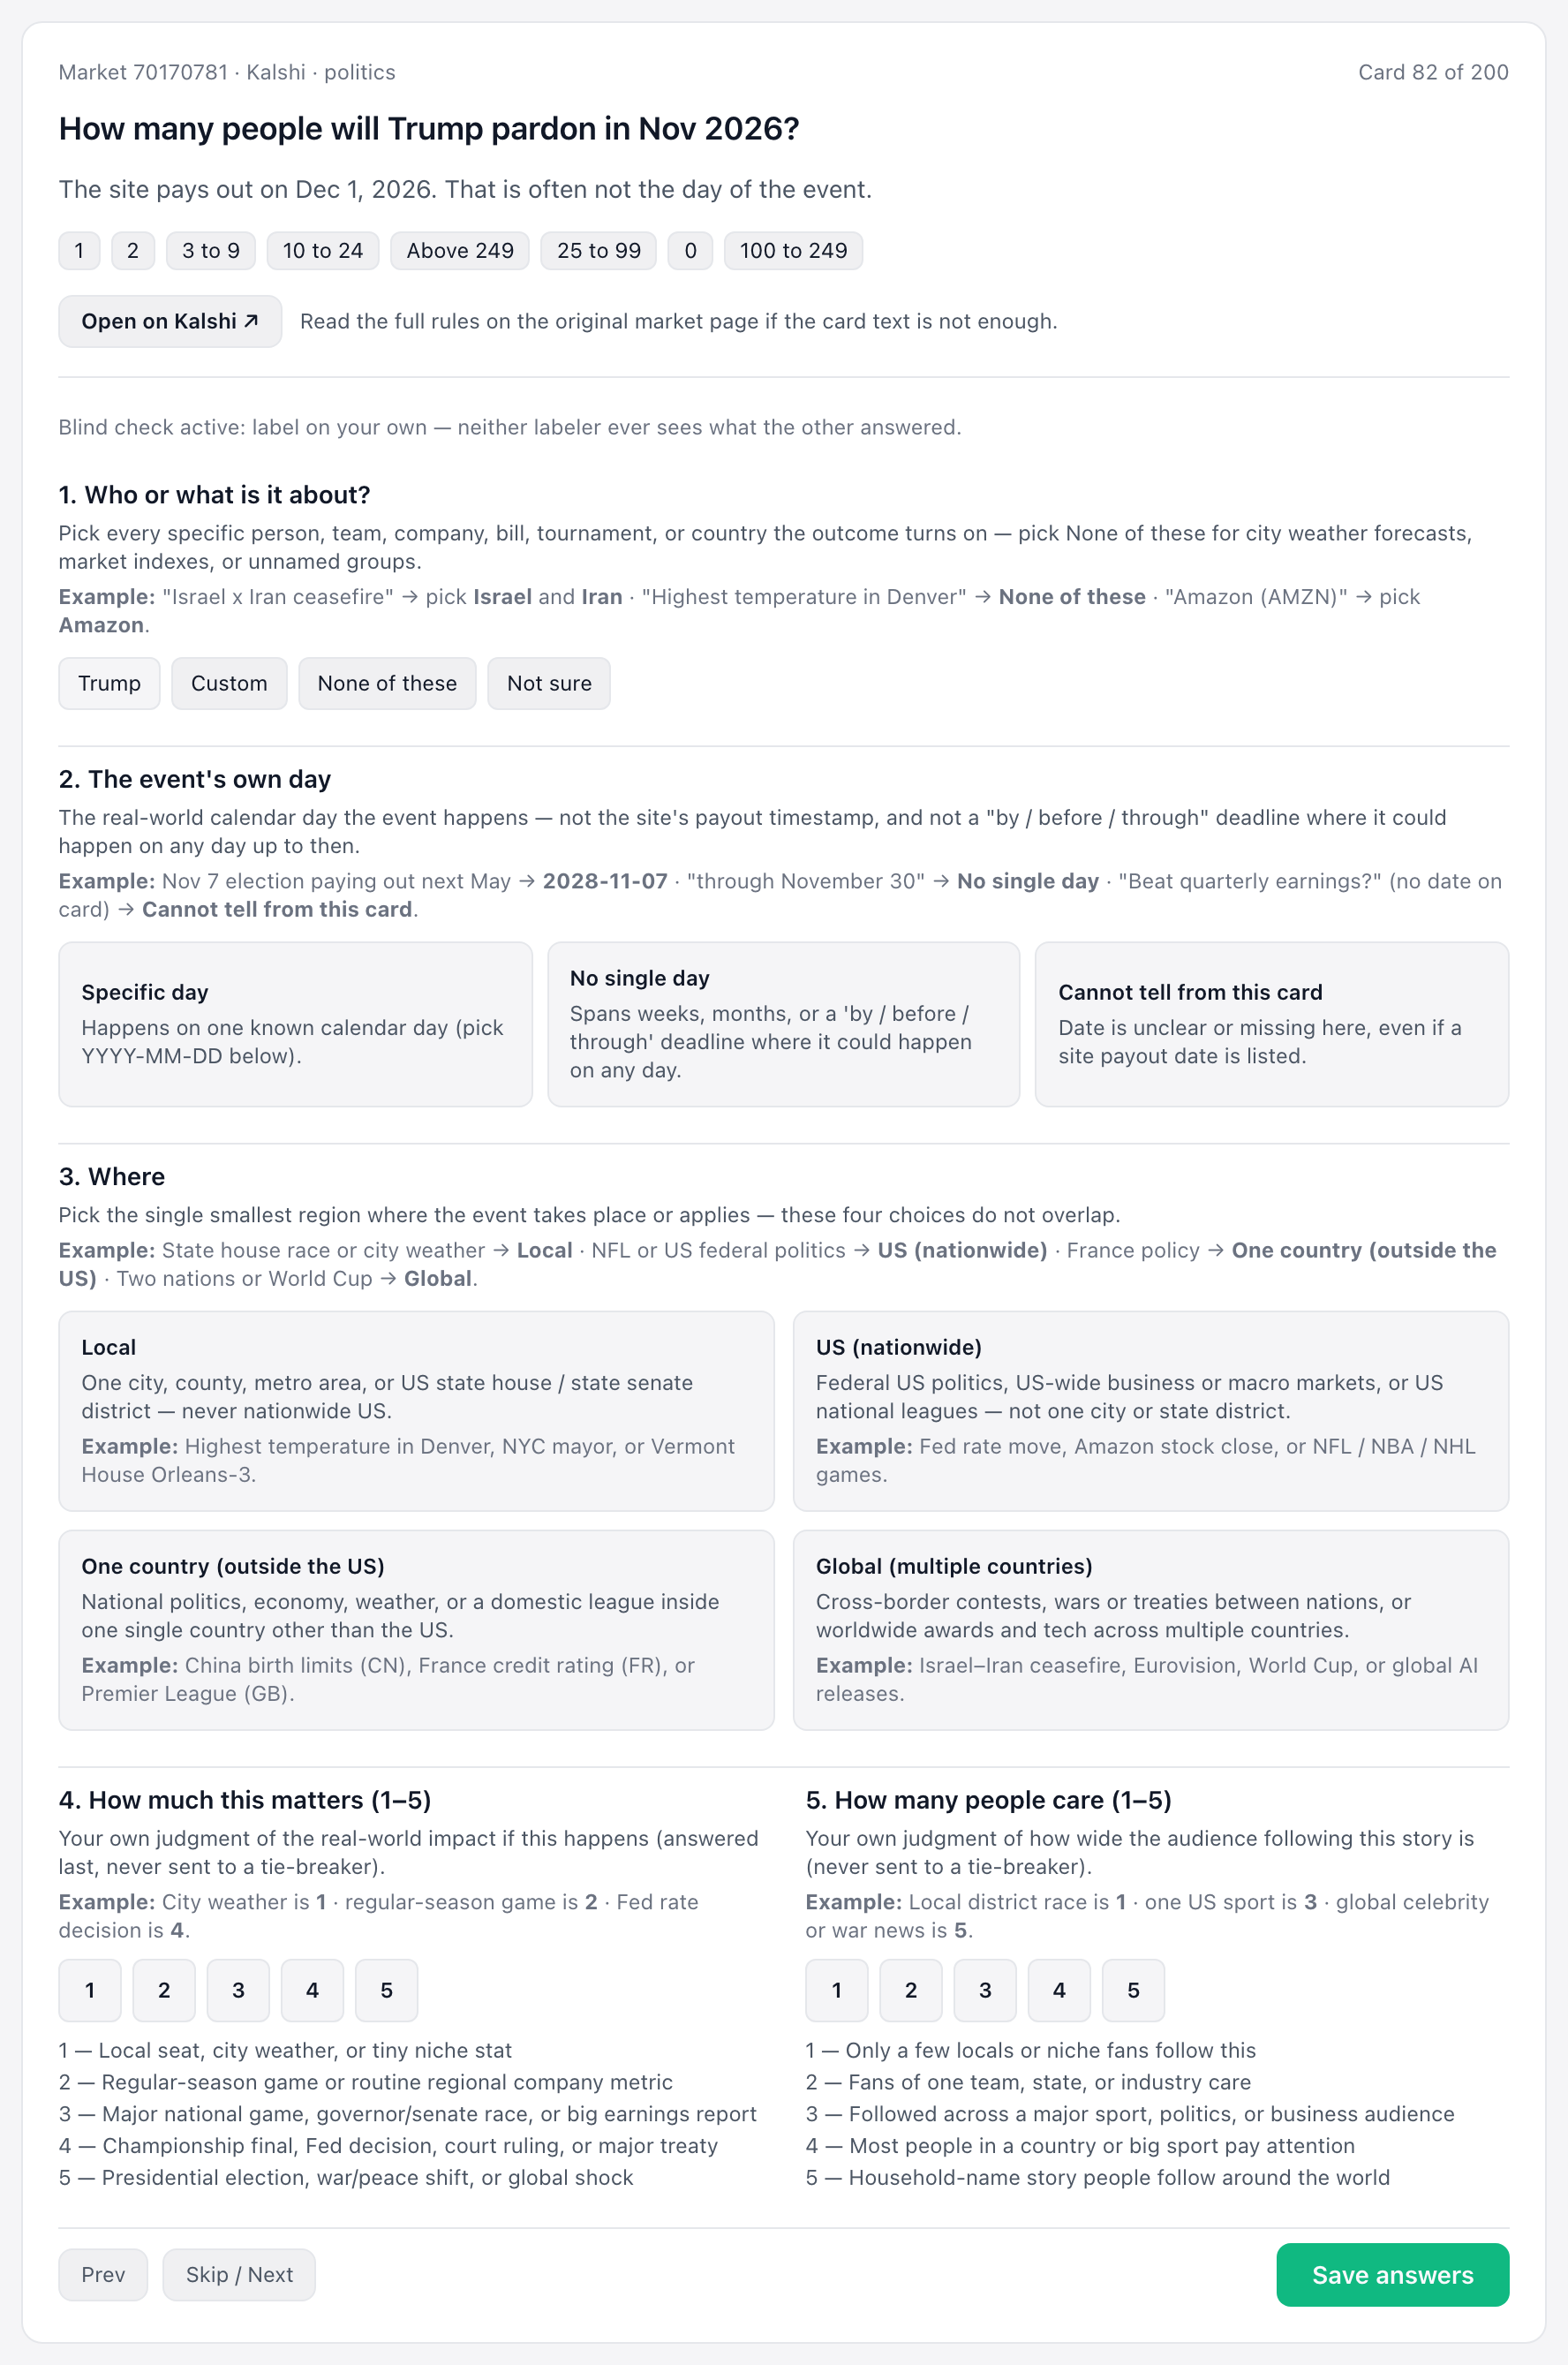 Market 70170781 · Kalshi · politics
Card 82 of 200
How many people will Trump pardon in Nov 2026?
The site pays out on Dec 1, 2026. That is often not the day of the event.
1
2
3 to 9
10 to 24
Above 249
25 to 99
0
100 to 249
Open on Kalshi ↗
Read the full rules on the original market page if the card text is not enough.
Blind check active: label on your own — neither labeler ever sees what the other answered.
1. Who or what is it about?
Pick every specific person, team, company, bill, tournament, or country the outcome turns on — pick None of these for city weather forecasts,
market indexes, or unnamed groups.
Example: "Israel x Iran ceasefire" → pick Israel and Iran · "Highest temperature in Denver" → None of these · "Amazon (AMZN)" → pick
Amazon.
Trump
Custom
None of these
Not sure
2. The event's own day
The real-world calendar day the event happens — not the site's payout timestamp, and not a "by / before / through" deadline where it could
happen on any day up to then.
Example: Nov 7 election paying out next May → 2028-11-07 · "through November 30" → No single day · "Beat quarterly earnings?" (no date on
card) → Cannot tell from this card.
Specific day
Happens on one known calendar day (pick
YYYY-MM-DD below).
No single day
Spans weeks, months, or a 'by / before /
through' deadline where it could happen
on any day.
Cannot tell from this card
Date is unclear or missing here, even if a
site payout date is listed.
3. Where
Pick the single smallest region where the event takes place or applies — these four choices do not overlap.
Example: State house race or city weather → Local · NFL or US federal politics → US (nationwide) · France policy → One country (outside the
US) · Two nations or World Cup → Global.
Local
One city, county, metro area, or US state house / state senate
district — never nationwide US.
Example: Highest temperature in Denver, NYC mayor, or Vermont
House Orleans-3.
US (nationwide)
Federal US politics, US-wide business or macro markets, or US
national leagues — not one city or state district.
Example: Fed rate move, Amazon stock close, or NFL / NBA / NHL
games.
One country (outside the US)
National politics, economy, weather, or a domestic league inside
one single country other than the US.
Example: China birth limits (CN), France credit rating (FR), or
Premier League (GB).
Global (multiple countries)
Cross-border contests, wars or treaties between nations, or
worldwide awards and tech across multiple countries.
Example: Israel–Iran ceasefire, Eurovision, World Cup, or global AI
releases.
4. How much this matters (1–5)
Your own judgment of the real-world impact if this happens (answered
last, never sent to a tie-breaker).
Example: City weather is 1 · regular-season game is 2 · Fed rate
decision is 4.
1
2
3
4
5
1 — Local seat, city weather, or tiny niche stat
2 — Regular-season game or routine regional company metric
3 — Major national game, governor/senate race, or big earnings report
4 — Championship final, Fed decision, court ruling, or major treaty
5 — Presidential election, war/peace shift, or global shock
5. How many people care (1–5)
Your own judgment of how wide the audience following this story is
(never sent to a tie-breaker).
Example: Local district race is 1 · one US sport is 3 · global celebrity
or war news is 5.
1
2
3
4
5
1 — Only a few locals or niche fans follow this
2 — Fans of one team, state, or industry care
3 — Followed across a major sport, politics, or business audience
4 — Most people in a country or big sport pay attention
5 — Household-name story people follow around the world
Prev
Skip / Next
Save answers